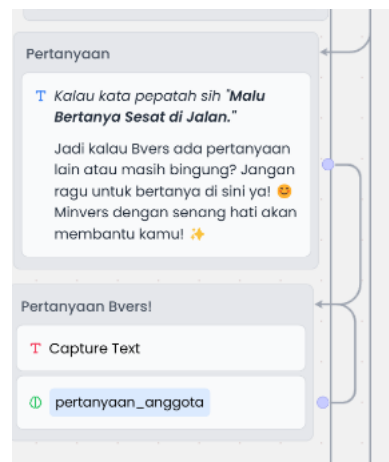 Pertanyaan
T Kalau kata pepatah sih "Malu
Bertanya Sesat di Jalan."
Jadi kalau Bvers ada pertanyaan
lain atau masih bingung? Jangan
ragu untuk bertanya di sini ya! 😊
Minvers dengan senang hati akan
membantu kamu! ✨
Pertanyaan Bvers!
T Capture Text
pertanyaan_anggota